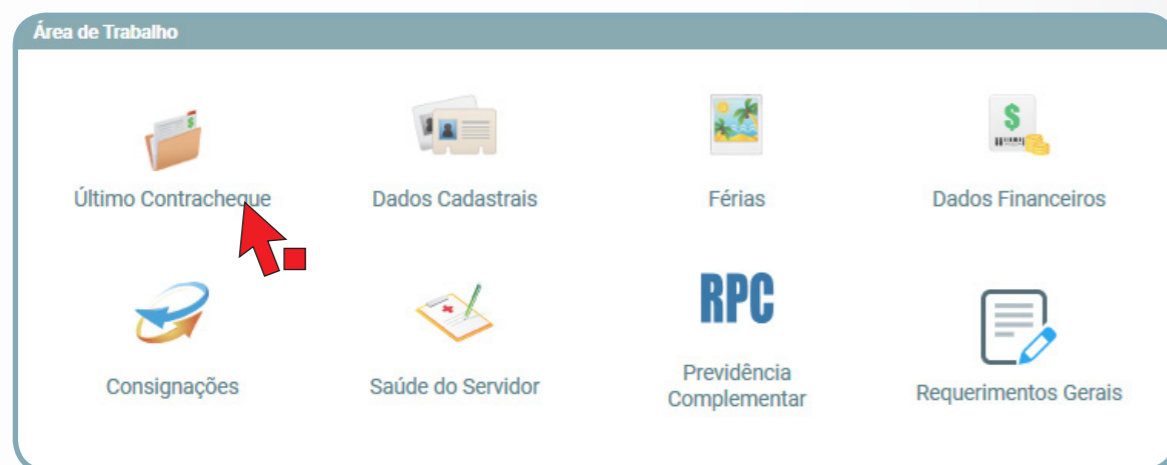 Área de Trabalho
Último Contracheque
Dados Cadastrais
Férias
Dados Financeiros
RPC
Consignações
Saúde do Servidor
Previdência
Complementar
Requerimentos Gerais